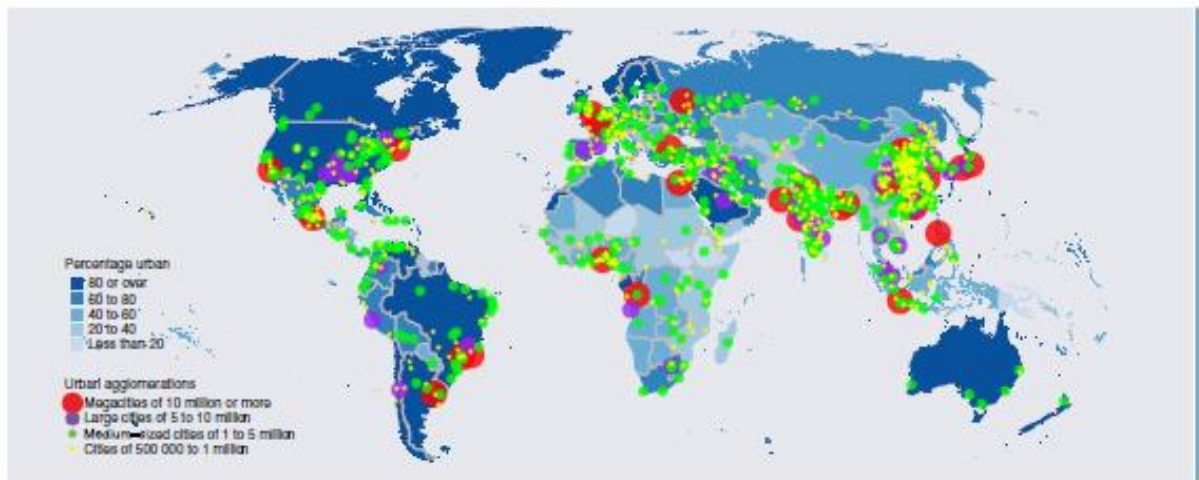 Percentage urban
80 or over
60 to 80
40 to 60
20 to 40
Less than 20
Urban agglomerations
Megacities of 10 million or more
Large cities of 5 to 10 million
Medium-sized cities of 1 to 5 million
Cities of 500 000 to 1 million